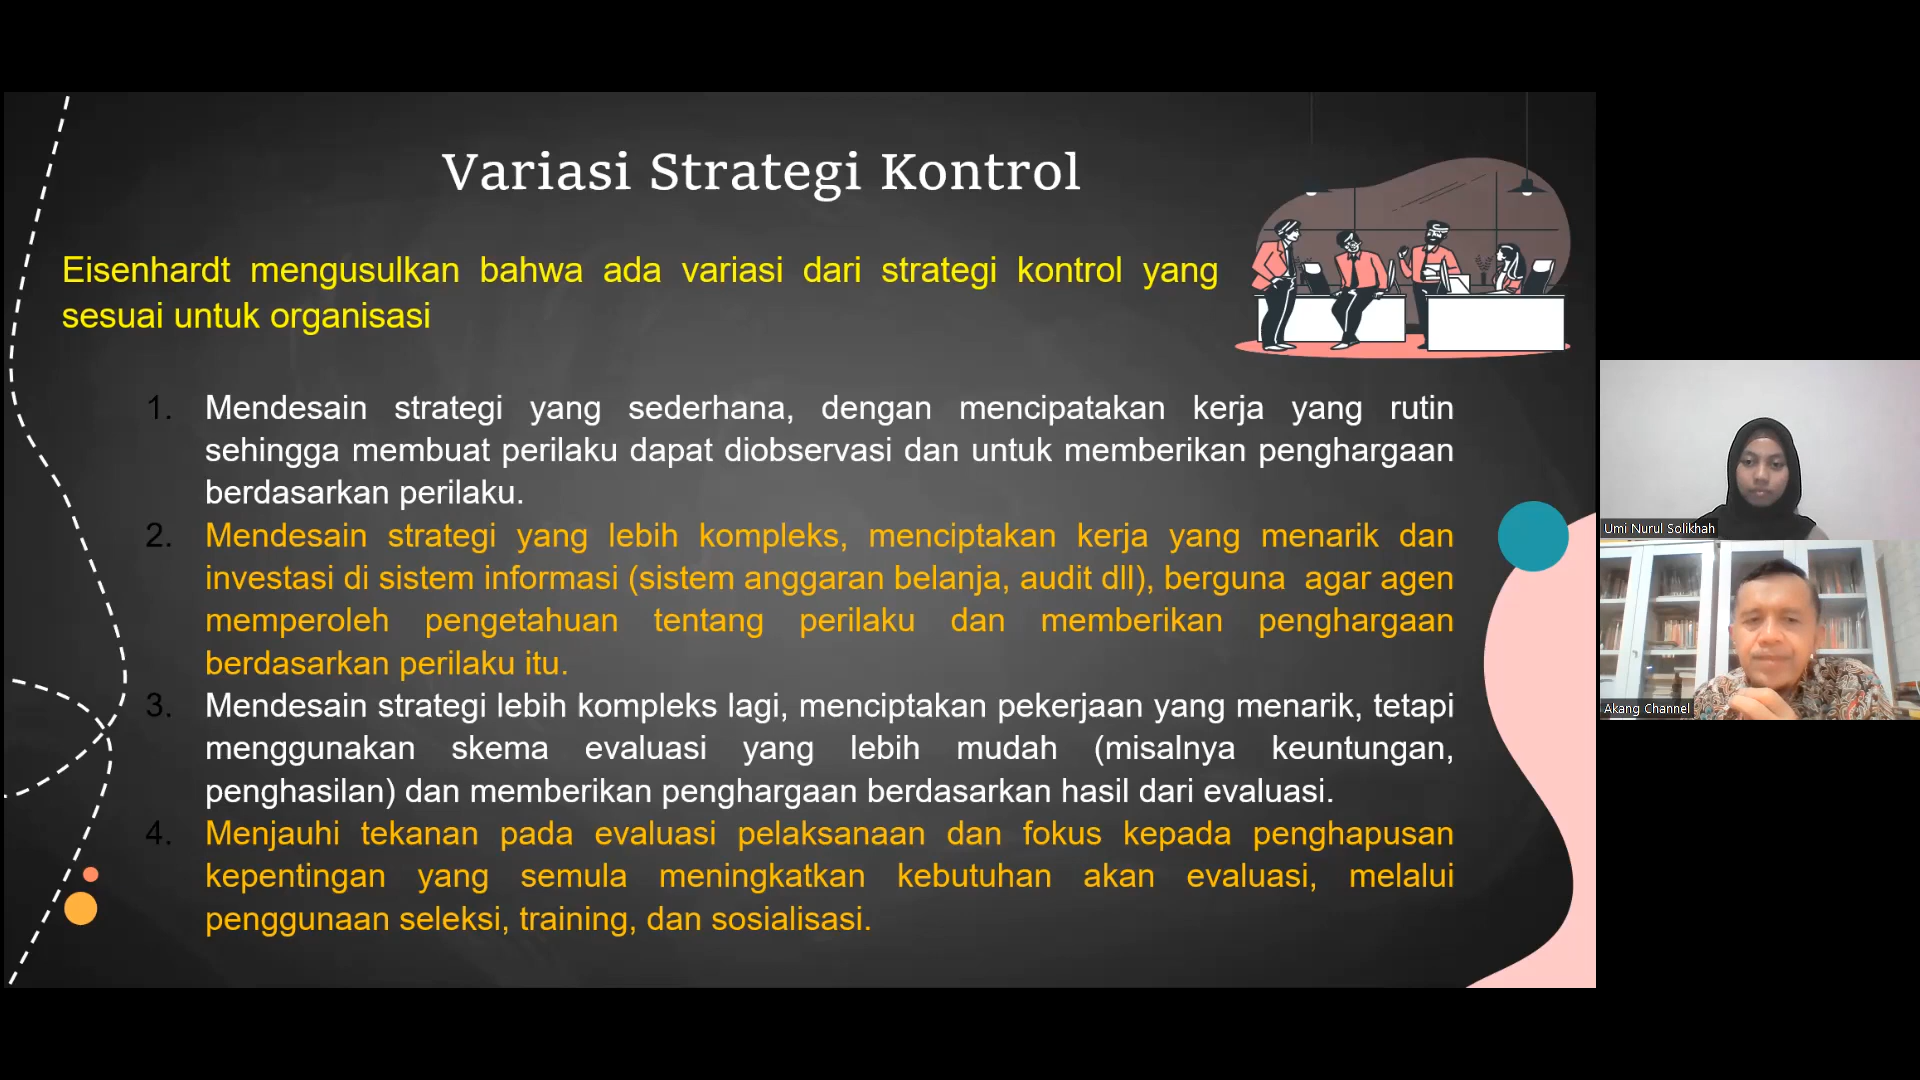 Variasi Strategi Kontrol
Eisenhardt mengusulkan bahwa ada variasi dari strategi kontrol yang
sesuai untuk organisasi
1. Mendesain strategi yang sederhana, dengan mencipatakan kerja yang rutin
sehingga membuat perilaku dapat diobservasi dan untuk memberikan penghargaan
berdasarkan perilaku.
2. Mendesain strategi yang lebih kompleks, menciptakan kerja yang menarik dan
investasi di sistem informasi (sistem anggaran belanja, audit dll), berguna agar agen
memperoleh pengetahuan tentang perilaku dan memberikan penghargaan
berdasarkan perilaku itu.
3. Mendesain strategi lebih kompleks lagi, menciptakan pekerjaan yang menarik, tetapi
menggunakan skema evaluasi yang lebih mudah (misalnya keuntungan,
penghasilan) dan memberikan penghargaan berdasarkan hasil dari evaluasi.
4. Menjauhi tekanan pada evaluasi pelaksanaan dan fokus kepada penghapusan
kepentingan yang semula meningkatkan kebutuhan akan evaluasi, melalui
penggunaan seleksi, training, dan sosialisasi.
Umi Nurul Solikhah
Akang Channel